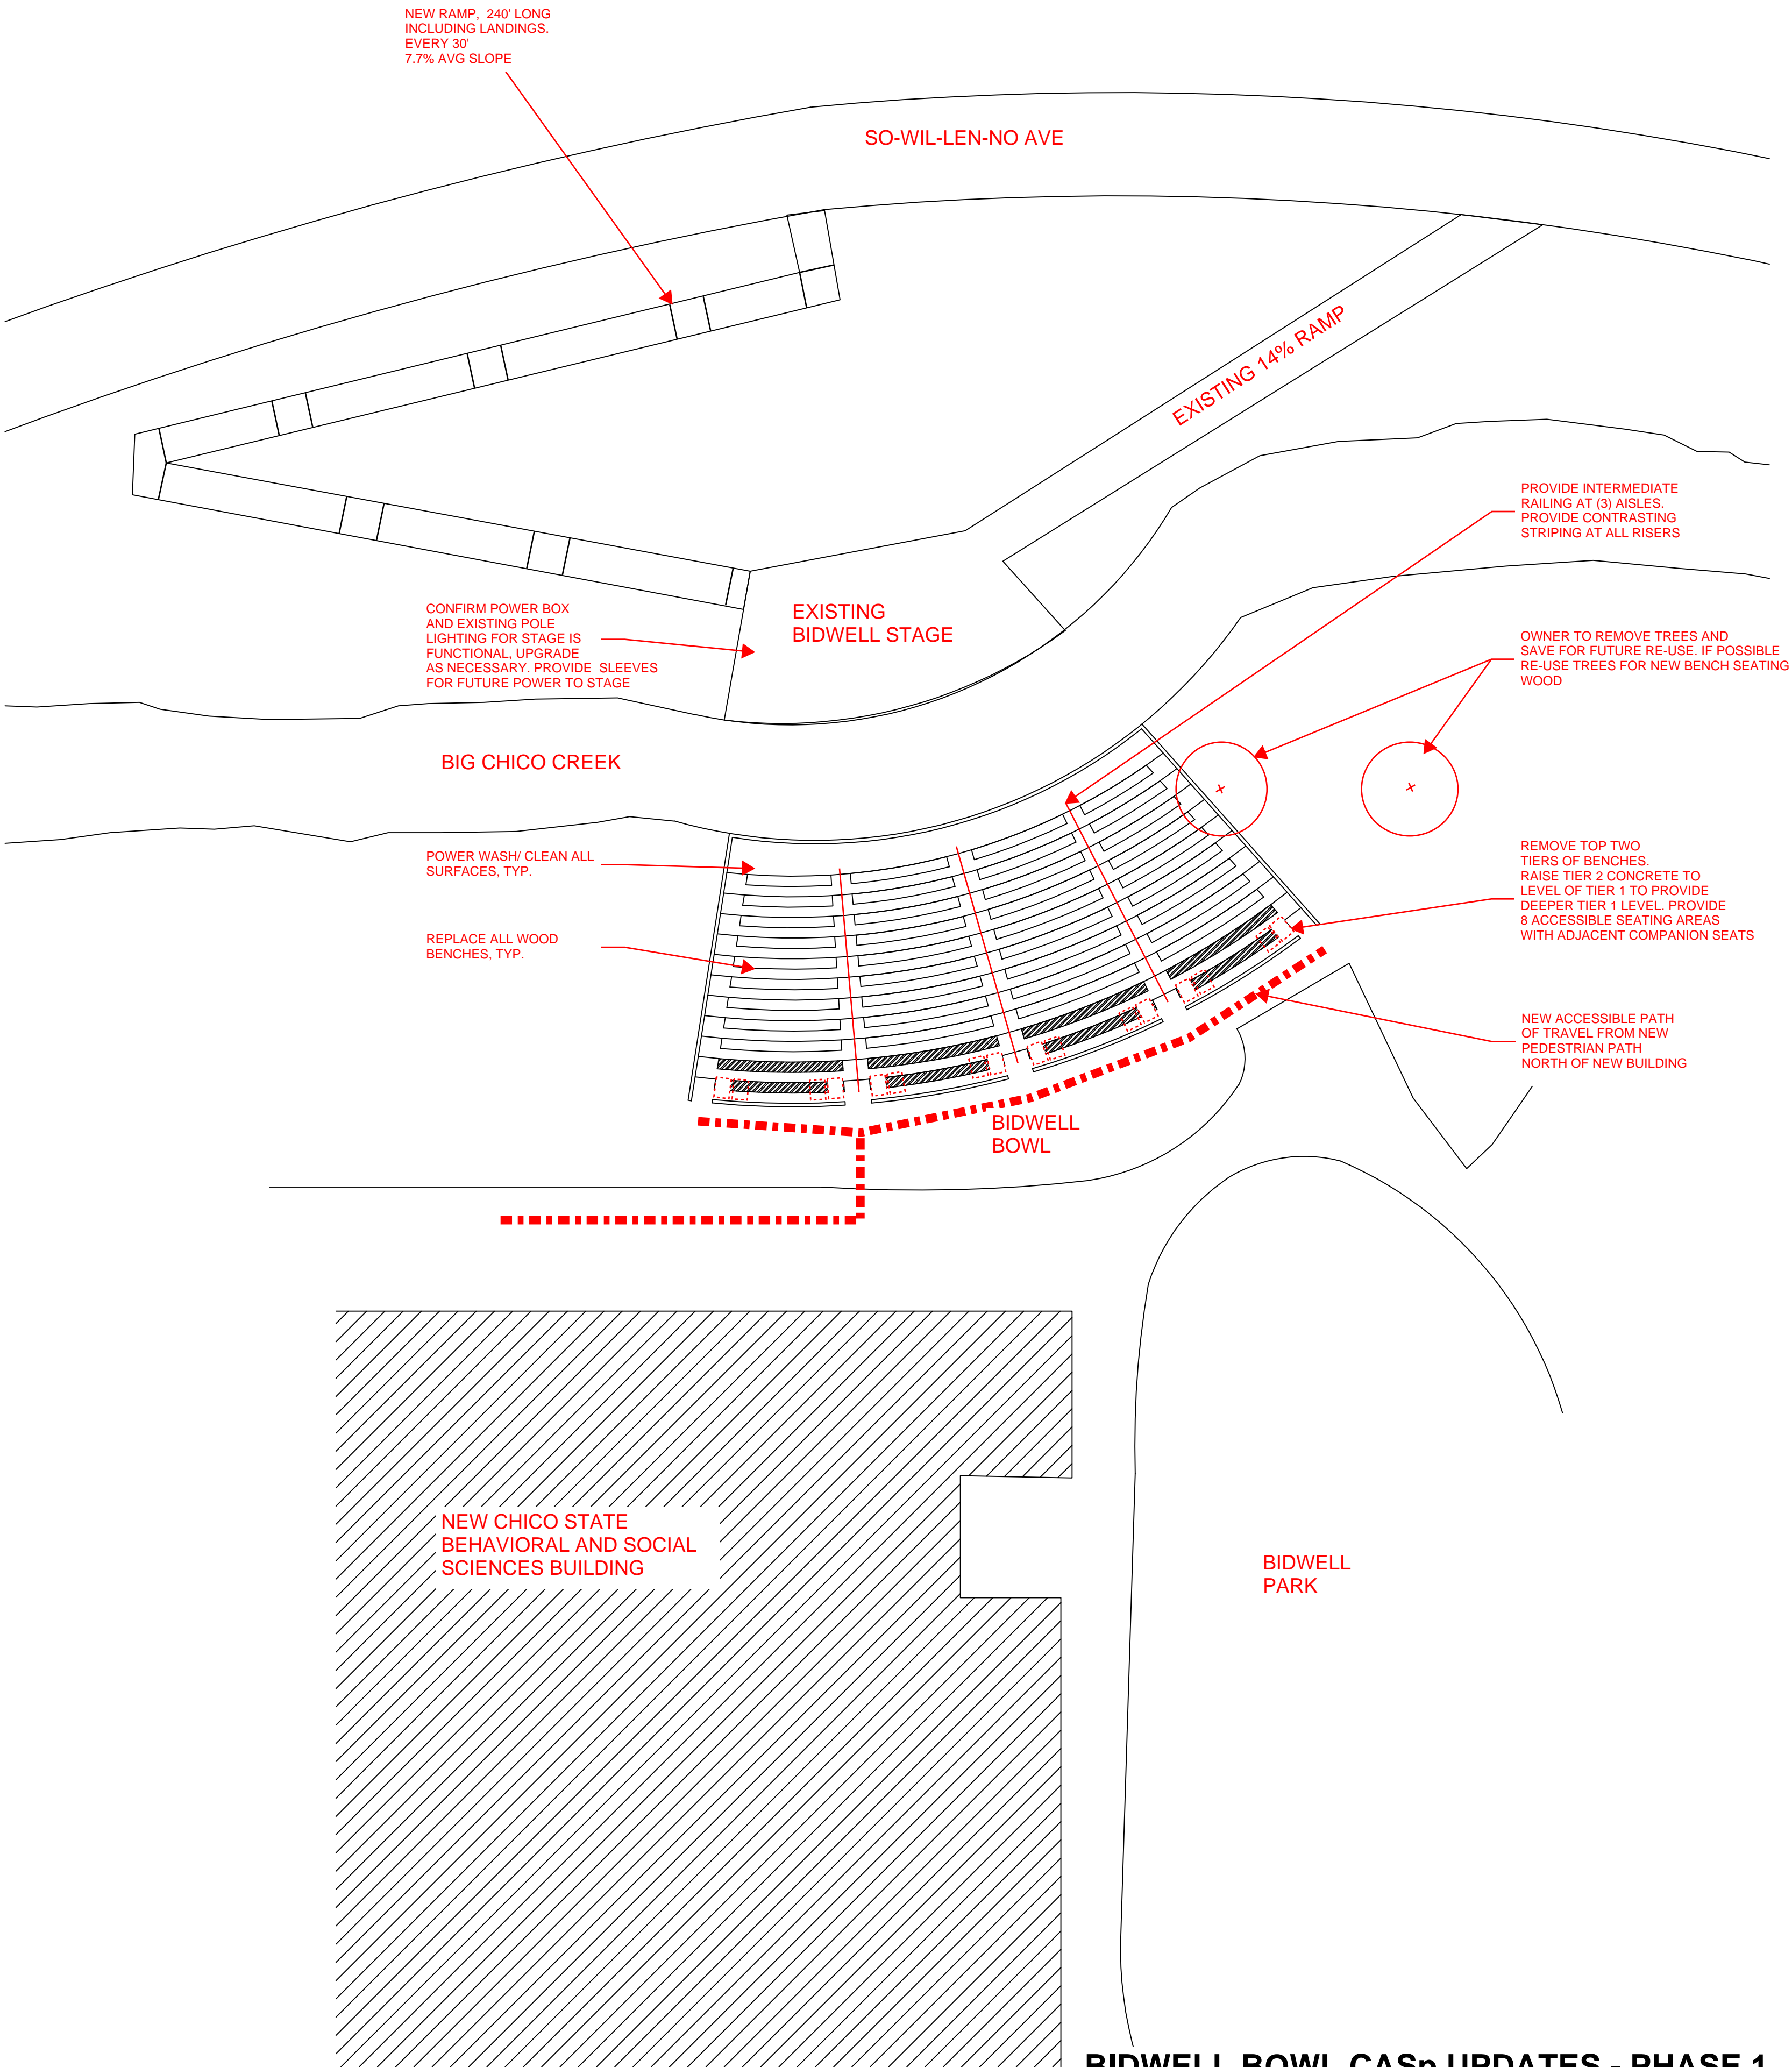 NEW RAMP, 240' LONG
INCLUDING LANDINGS.
EVERY 30'
7.7% AVG SLOPE
SO-WIL-LEN-NO AVE
EXISTING 14% RAMP
PROVIDE INTERMEDIATE
RAILING AT (3) AISLES.
PROVIDE CONTRASTING
STRIPING AT ALL RISERS
CONFIRM POWER BOX
AND EXISTING POLE
LIGHTING FOR STAGE IS
FUNCTIONAL, UPGRADE
AS NECESSARY. PROVIDE SLEEVES
FOR FUTURE POWER TO STAGE
EXISTING
BIDWELL STAGE
OWNER TO REMOVE TREES AND
SAVE FOR FUTURE RE-USE. IF POSSIBLE
RE-USE TREES FOR NEW BENCH SEATING
WOOD
BIG CHICO CREEK
POWER WASH/ CLEAN ALL
SURFACES, TYP.
REMOVE TOP TWO
TIERS OF BENCHES.
RAISE TIER 2 CONCRETE TO
LEVEL OF TIER 1 TO PROVIDE
DEEPER TIER 1 LEVEL. PROVIDE
8 ACCESSIBLE SEATING AREAS
WITH ADJACENT COMPANION SEATS
REPLACE ALL WOOD
BENCHES, TYP.
NEW ACCESSIBLE PATH
OF TRAVEL FROM NEW
PEDESTRIAN PATH
NORTH OF NEW BUILDING
BIDWELL
BOWL
NEW CHICO STATE
BEHAVIORAL AND SOCIAL
SCIENCES BUILDING
BIDWELL
PARK
BIDWELL BOWL CASp UPDATES - PHASE 1